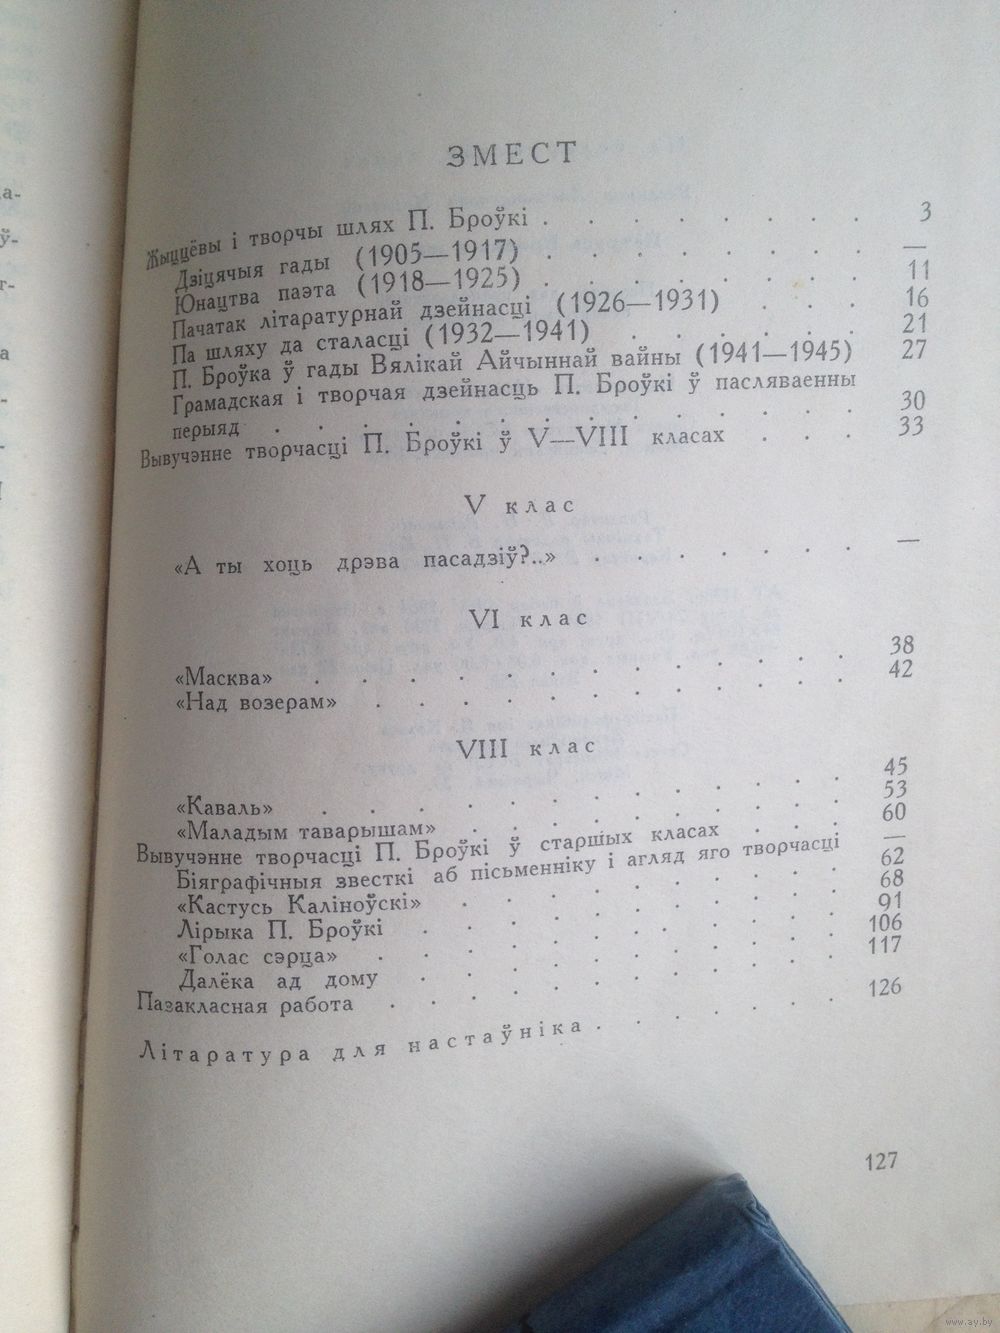 ЗМЕСТ
Жыццёвы і творчы шлях П. Броўкі . . . . . . . . 3
Дзіцячыя гады (1905—1917) . . . . . . . . —
Юнацтва паэта (1918—1925) . . . . . . . . 11
Пачатак літаратурнай дзейнасці (1926—1931) . . . 16
Па шляху да сталасці (1932—1941) . . . . . . 21
П. Броўка ў гады Вялікай Айчыннай вайны (1941—1945) 27
Грамадская і творчая дзейнасць П. Броўкі ў пасляваенны
перыяд . . . . . . . . . . . . . 30
Вывучэнне творчасці П. Броўкі ў V—VIII класах . . . 33
V клас
«А ты хоць дрэва пасадзіў?..» . . . . . . . —
VI клас
«Масква» . . . . . . . . . . . . 38
«Над возерам» . . . . . . . . . . . 42
VIII клас
«Каваль» . . . . . . . . . . . . 45
«Маладым таварышам» . . . . . . . . . 53
Вывучэнне творчасці П. Броўкі ў старшых класах . . . 60
Біяграфічныя звесткі аб пісьменніку і агляд яго творчасці —
«Кастусь Каліноўскі» . . . . . . . . . 62
Лірыка П. Броўкі . . . . . . . . . . 68
«Голас сэрца» . . . . . . . . . . . 91
Далёка ад дому . . . . . . . . . . 106
Пазакласная работа . . . . . . . . . . 117
Літаратура для настаўніка . . . . . . 126
127
www.ay.by